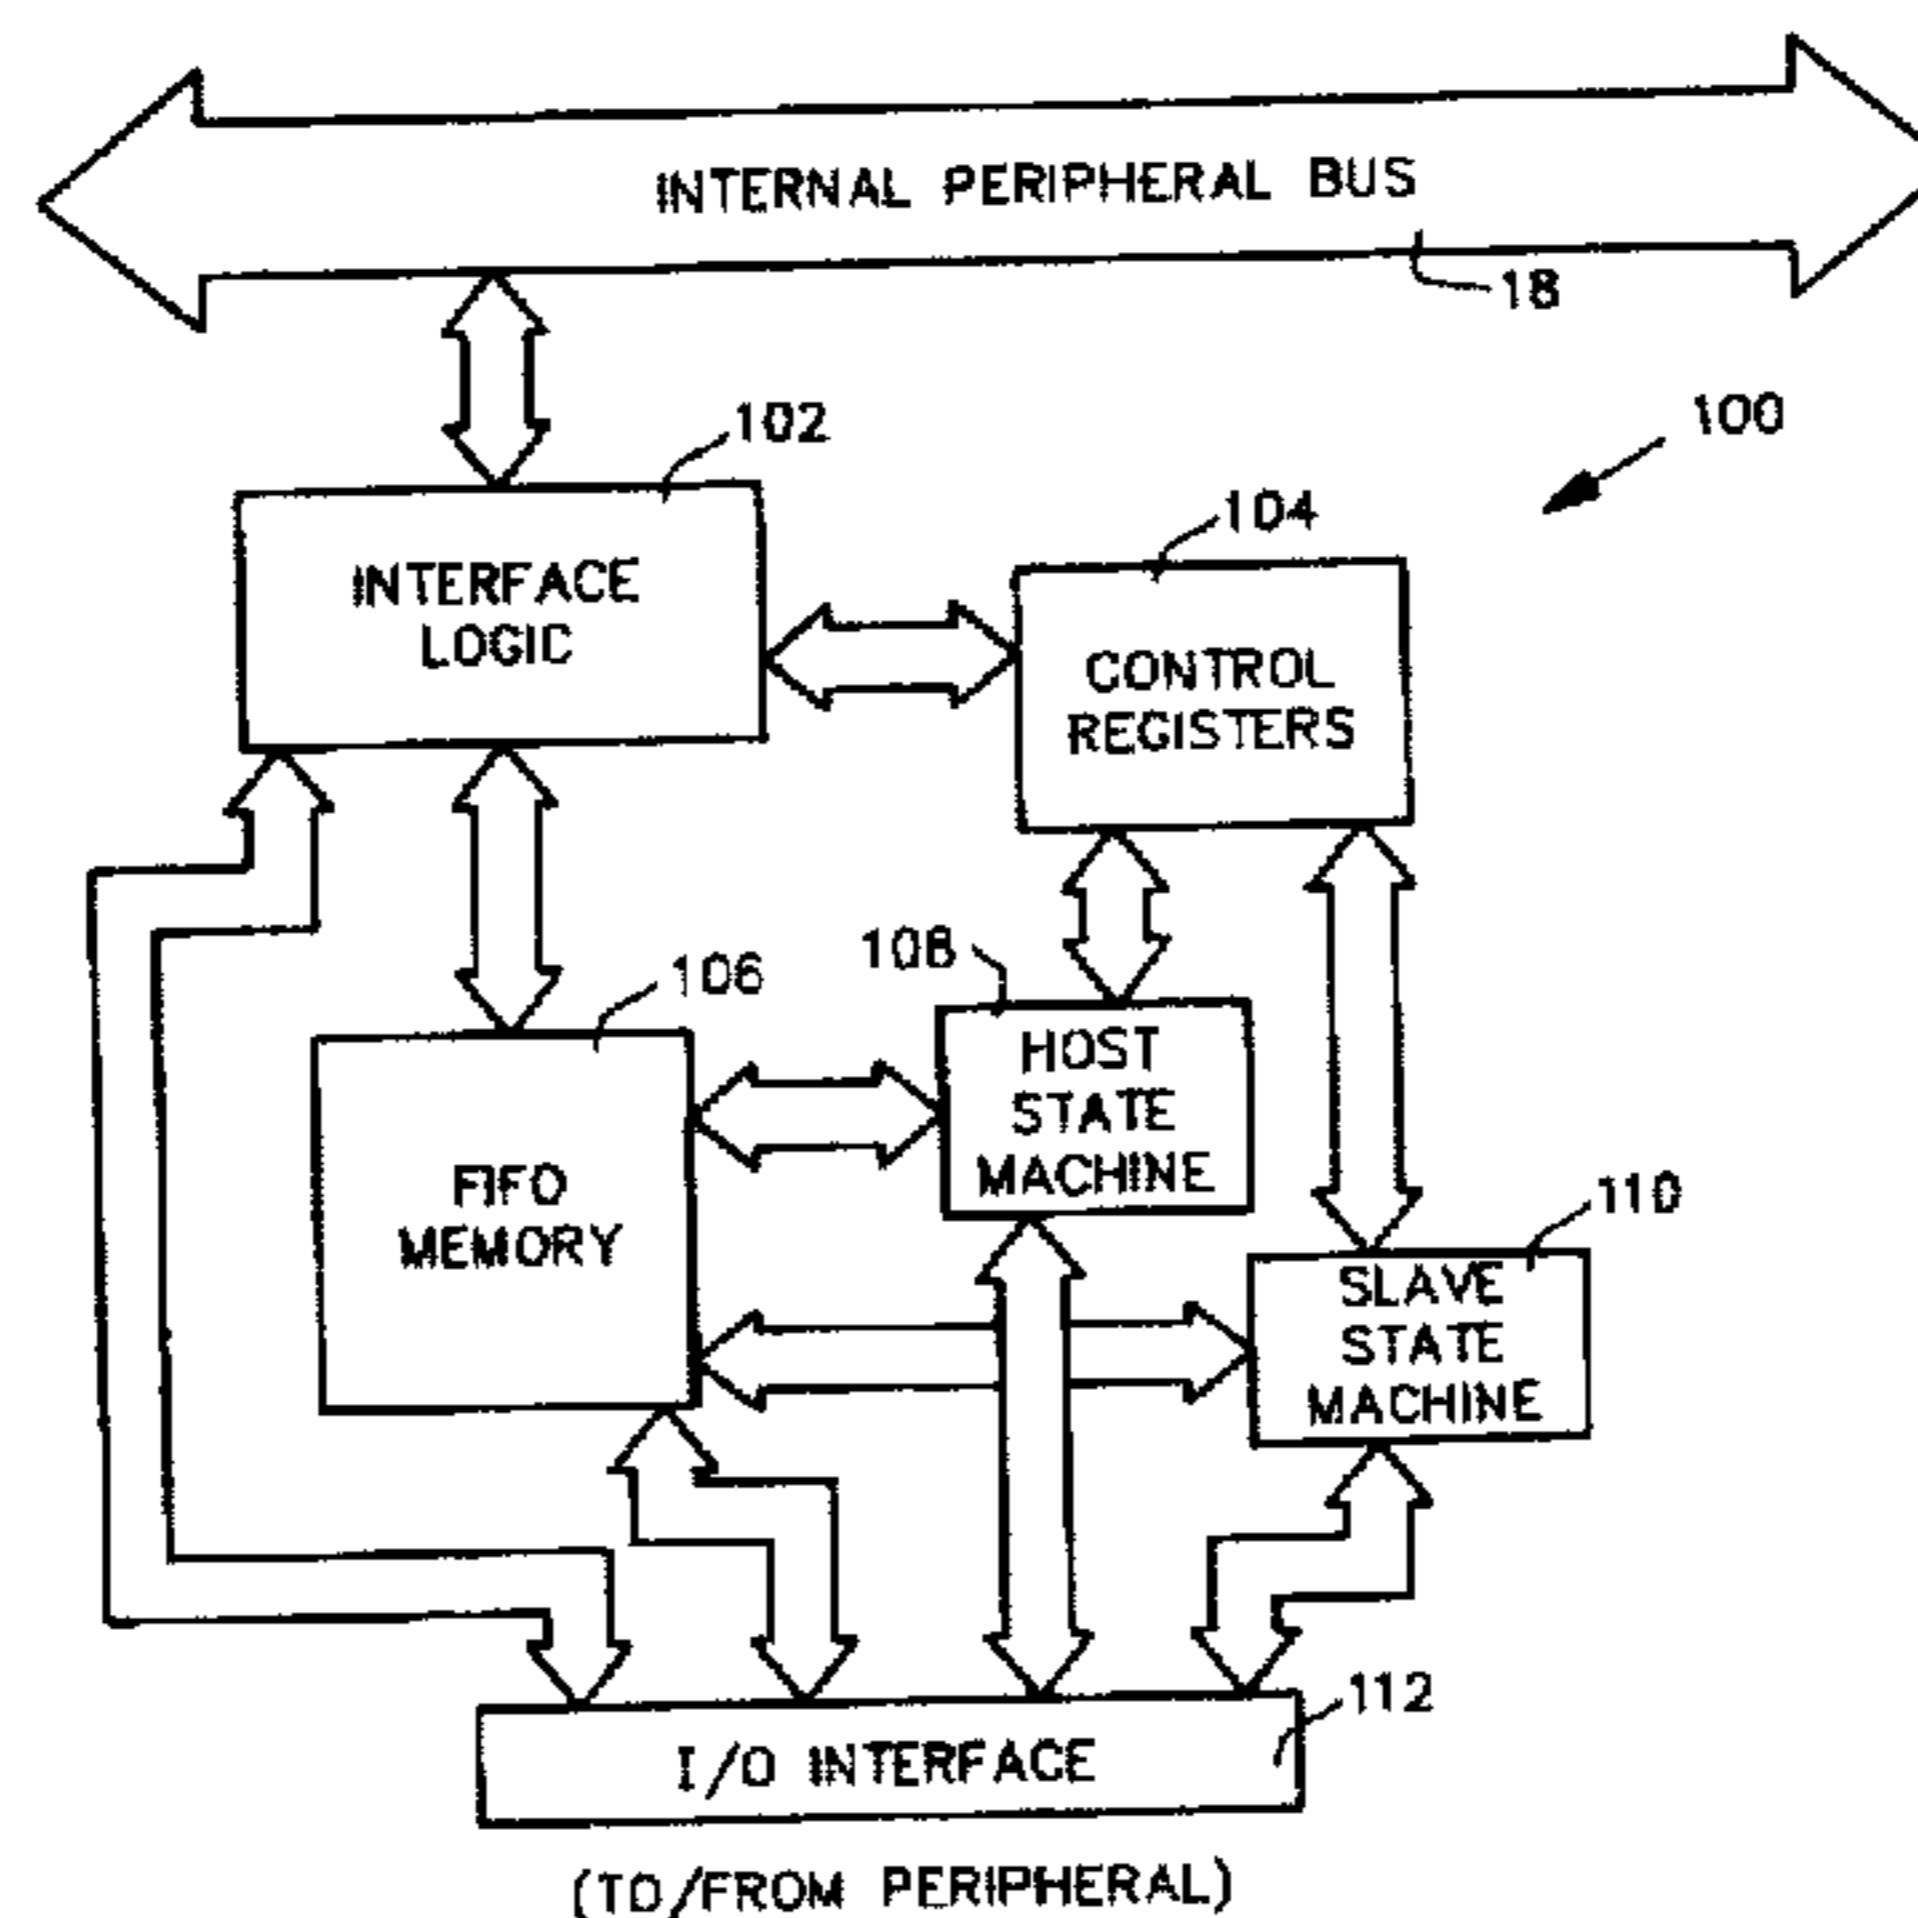 INTERNAL PERIPHERAL BUS
18
100
102
INTERFACE
LOGIC
104
CONTROL
REGISTERS
106
FIFO
MEMORY
108
HOST
STATE
MACHINE
110
SLAVE
STATE
MACHINE
112
I/O INTERFACE
(TO/FROM PERIPHERAL)